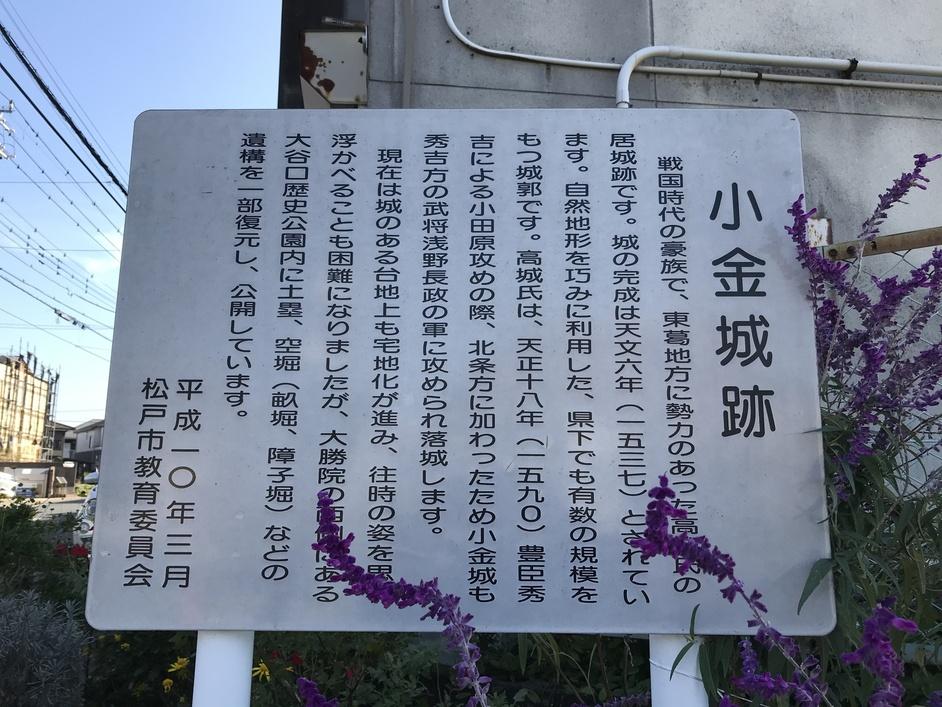 小金城跡
戦国時代の豪族で、東葛地方に勢力のあった高氏の
居城跡です。城の完成は天文六年（一五三七）とされてい
ます。自然地形を巧みに利用した、県下でも有数の規模を
もつ城郭です。高城氏は、天正十八年（一五九〇）豊臣秀
吉による小田原攻めの際、北条方に加わったため小金城も
秀吉方の武将浅野長政の軍に攻められ落城します。
現在は城のある台地上も宅地化が進み、往時の姿を思
浮かべることも困難になりましたが、大勝院の西側にある
大谷口歴史公園内に土塁、空堀（畝堀、障子堀）などの
遺構を一部復元し、公開しています。
平成一〇年三月
松戸市教育委員会